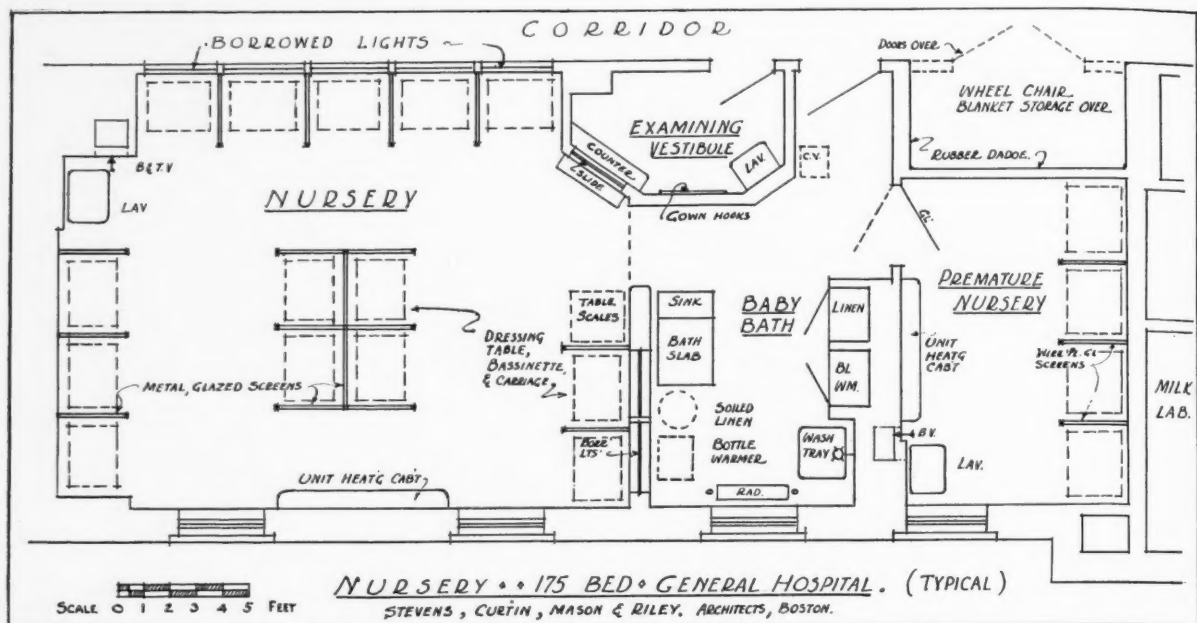 CORRIDOR
BORROWED LIGHTS
DOORS OVER
WHEEL CHAIR
BLANKET STORAGE OVER
RUBBER DADOE.
EXAMINING
VESTIBULE
COUNTER
SLIDE
LAV.
C.V.
GOWN HOOKS
B & T.V
LAV
NURSERY
GL.
PREMATURE
NURSERY
TABLE
SCALES
SINK
BATH
SLAB
BABY
BATH
LINEN
BL
WM.
UNIT
HEAT'G
CABT
WIRE PL. GL
SCREENS
MILK
LAB.
DRESSING
TABLE,
BASSINETTE,
& CARRIAGE
METAL, GLAZED SCREENS
SOILED
LINEN
BOTTLE
WARMER
BORR
LTS.
WASH
TRAY
B.V.
LAV.
UNIT HEAT'G CABT
RAD.
NURSERY 175 BED GENERAL HOSPITAL. (TYPICAL)
STEVENS, CURTIN, MASON & RILEY. ARCHITECTS, BOSTON.
SCALE 0 1 2 3 4 5 FEET